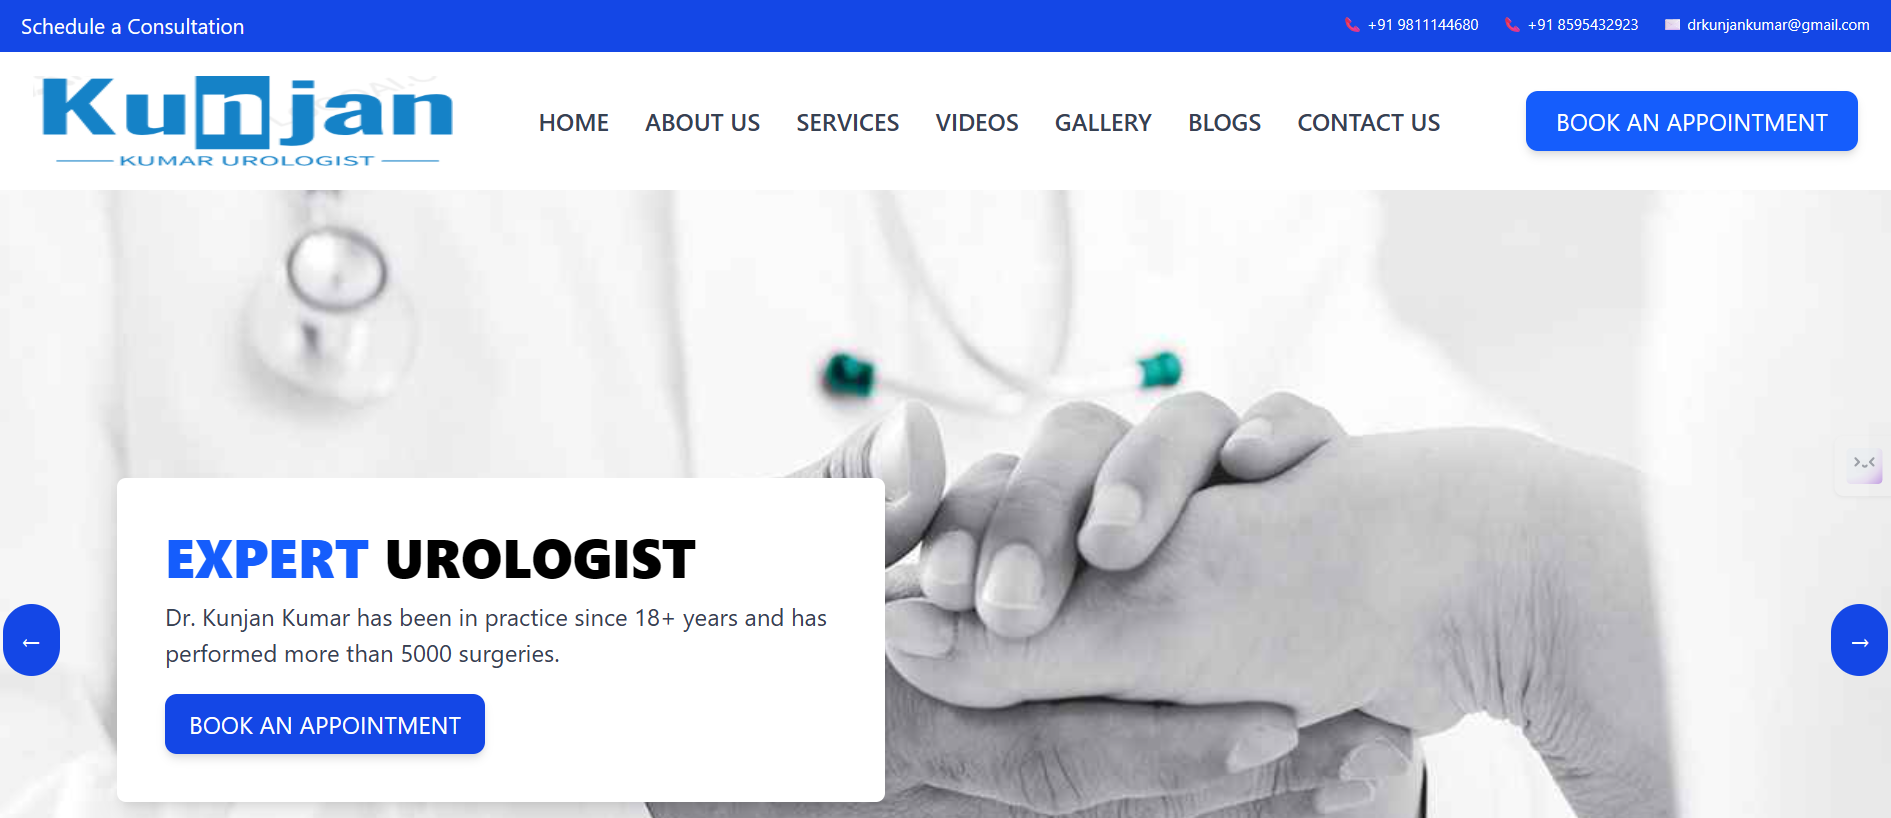 Schedule a Consultation
+91 9811144680
+91 8595432923
drkunjankumar@gmail.com
Kunjan
KUMAR UROLOGIST
HOME
ABOUT US
SERVICES
VIDEOS
GALLERY
BLOGS
CONTACT US
BOOK AN APPOINTMENT
EXPERT UROLOGIST
Dr. Kunjan Kumar has been in practice since 18+ years and has
performed more than 5000 surgeries.
BOOK AN APPOINTMENT
←
→